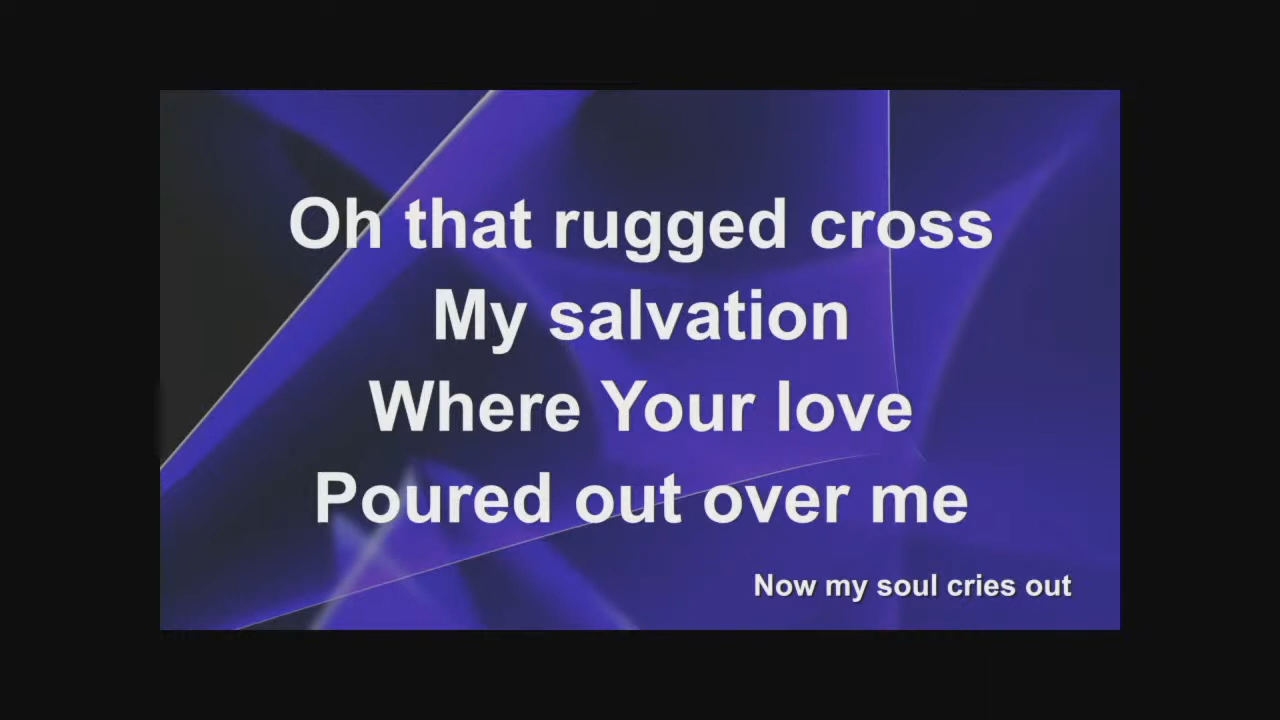 Oh that rugged cross
My salvation
Where Your love
Poured out over me
Now my soul cries out